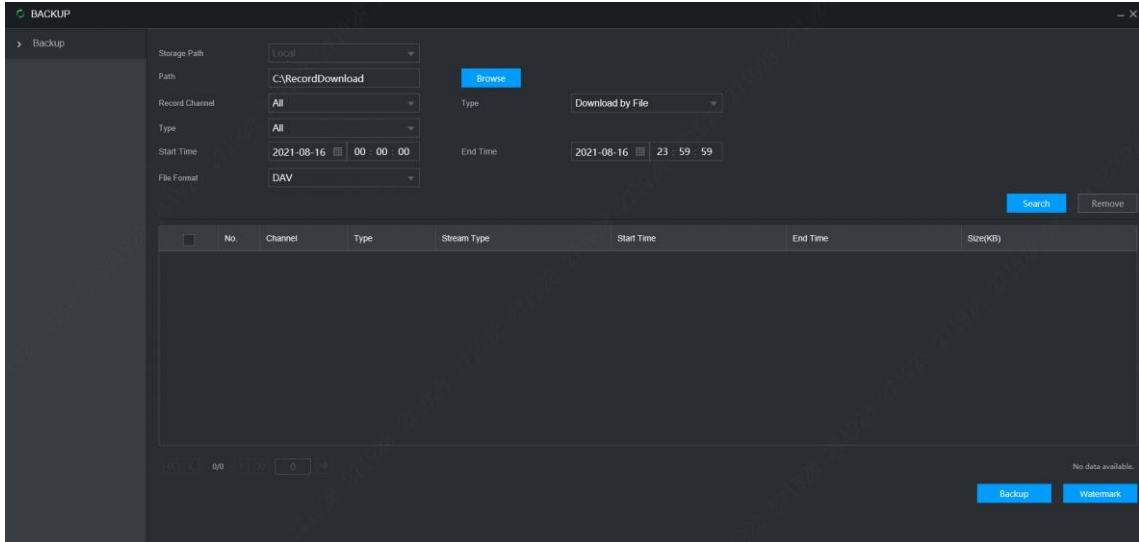 BACKUP
Backup
Storage Path Local
Path C:\RecordDownload Browse
Record Channel All Type Download by File
Type All
Start Time 2021-08-16 00 : 00 : 00 End Time 2021-08-16 23 : 59 : 59
File Format DAV
Search Remove
No. Channel Type Stream Type Start Time End Time Size(KB)
0/0 0 No data available.
Backup Watermark